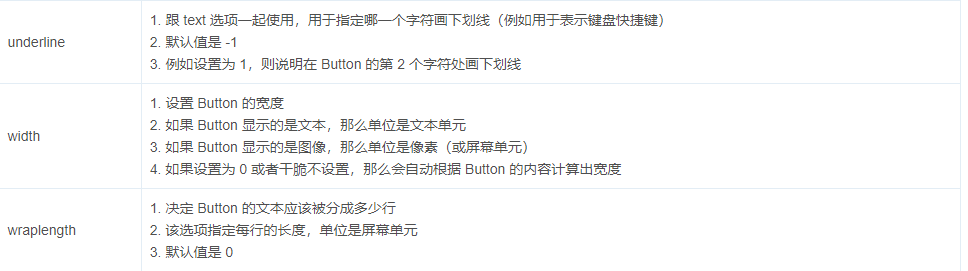 underline
1. 跟 text 选项一起使用，用于指定哪一个字符画下划线（例如用于表示键盘快捷键）
2. 默认值是 -1
3. 例如设置为 1，则说明在 Button 的第 2 个字符处画下划线
width
1. 设置 Button 的宽度
2. 如果 Button 显示的是文本，那么单位是文本单元
3. 如果 Button 显示的是图像，那么单位是像素（或屏幕单元）
4. 如果设置为 0 或者干脆不设置，那么会自动根据 Button 的内容计算出宽度
wraplength
1. 决定 Button 的文本应该被分成多少行
2. 该选项指定每行的长度，单位是屏幕单元
3. 默认值是 0